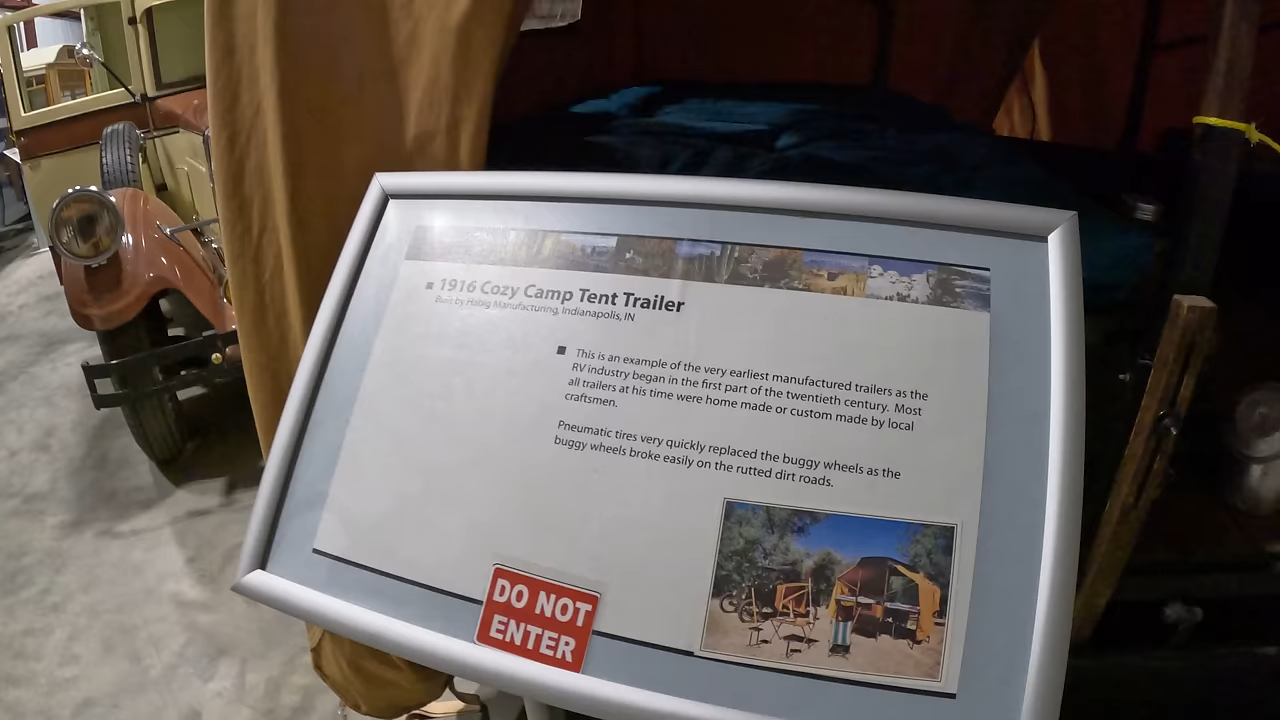 1916 Cozy Camp Tent Trailer
Built by Habig Manufacturing, Indianapolis, IN
This is an example of the very earliest manufactured trailers as the
RV industry began in the first part of the twentieth century. Most
all trailers at his time were home made or custom made by local
craftsmen.
Pneumatic tires very quickly replaced the buggy wheels as the
buggy wheels broke easily on the rutted dirt roads.
DO NOT
ENTER